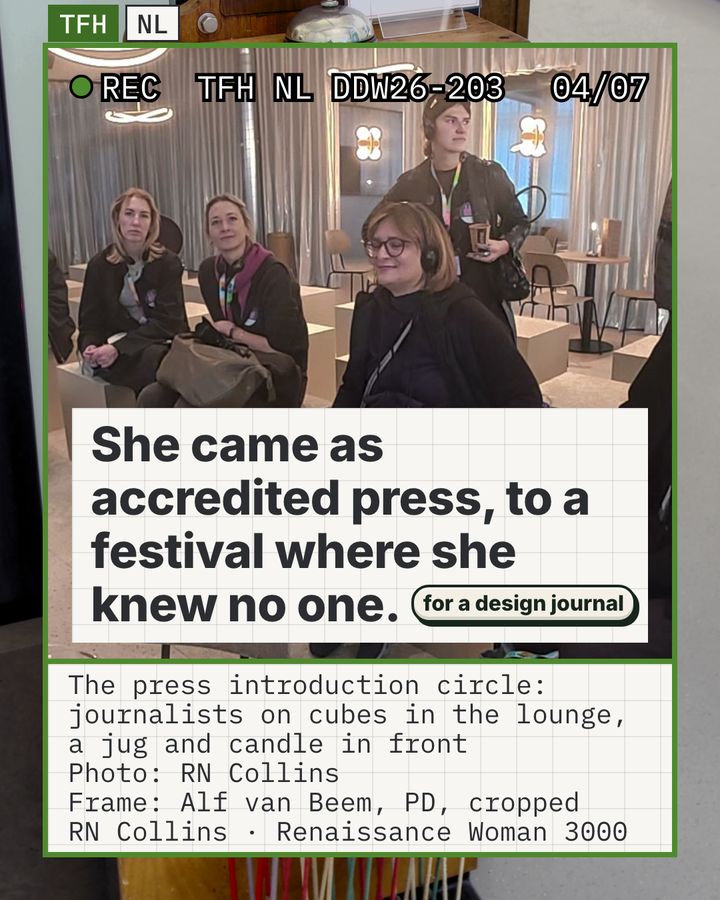 TFH NL
REC TFH NL DDW26-203 04/07
She came as
accredited press, to a
festival where she
knew no one. for a design journal
The press introduction circle:
journalists on cubes in the lounge,
a jug and candle in front
Photo: RN Collins
Frame: Alf van Beem, PD, cropped
RN Collins · Renaissance Woman 3000